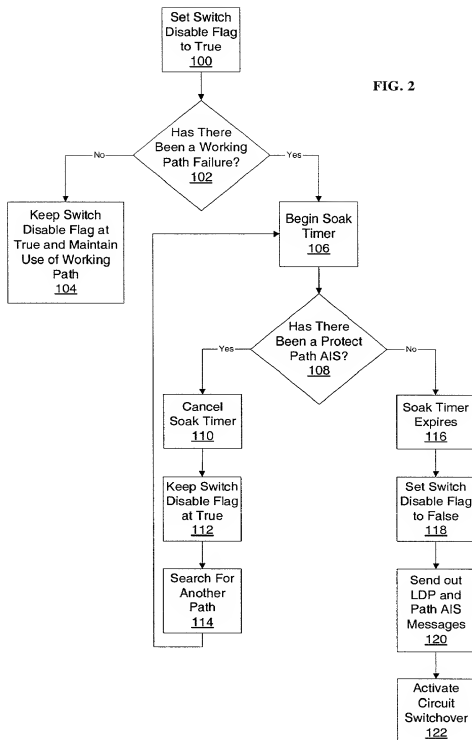 Set Switch
Disable Flag
to True
100
FIG. 2
Has There
Been a Working
Path Failure?
102
No
Yes
Keep Switch
Disable Flag at
True and Maintain
Use of Working
Path
104
Begin Soak
Timer
106
Has There
Been a Protect
Path AIS?
108
Yes
No
Cancel
Soak Timer
110
Soak Timer
Expires
116
Keep Switch
Disable Flag
at True
112
Set Switch
Disable Flag
to False
118
Search For
Another
Path
114
Send out
LDP and
Path AIS
Messages
120
Activate
Circuit
Switchover
122